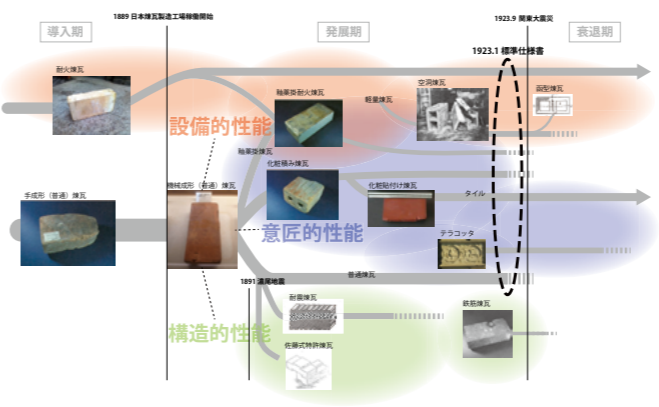 1889 日本煉瓦製造工場稼働開始
1923.9 関東大震災
導入期
発展期
衰退期
1923.1 標準仕様書
耐火煉瓦
空洞煉瓦
函型煉瓦
釉薬掛耐火煉瓦
軽量煉瓦
設備的性能
釉薬掛煉瓦
化粧積み煉瓦
手成形（普通）煉瓦
機械成形（普通）煉瓦
化粧貼付け煉瓦
タイル
意匠的性能
テラコッタ
普通煉瓦
1891 濃尾地震
耐震煉瓦
鉄筋煉瓦
構造的性能
佐藤式特許煉瓦